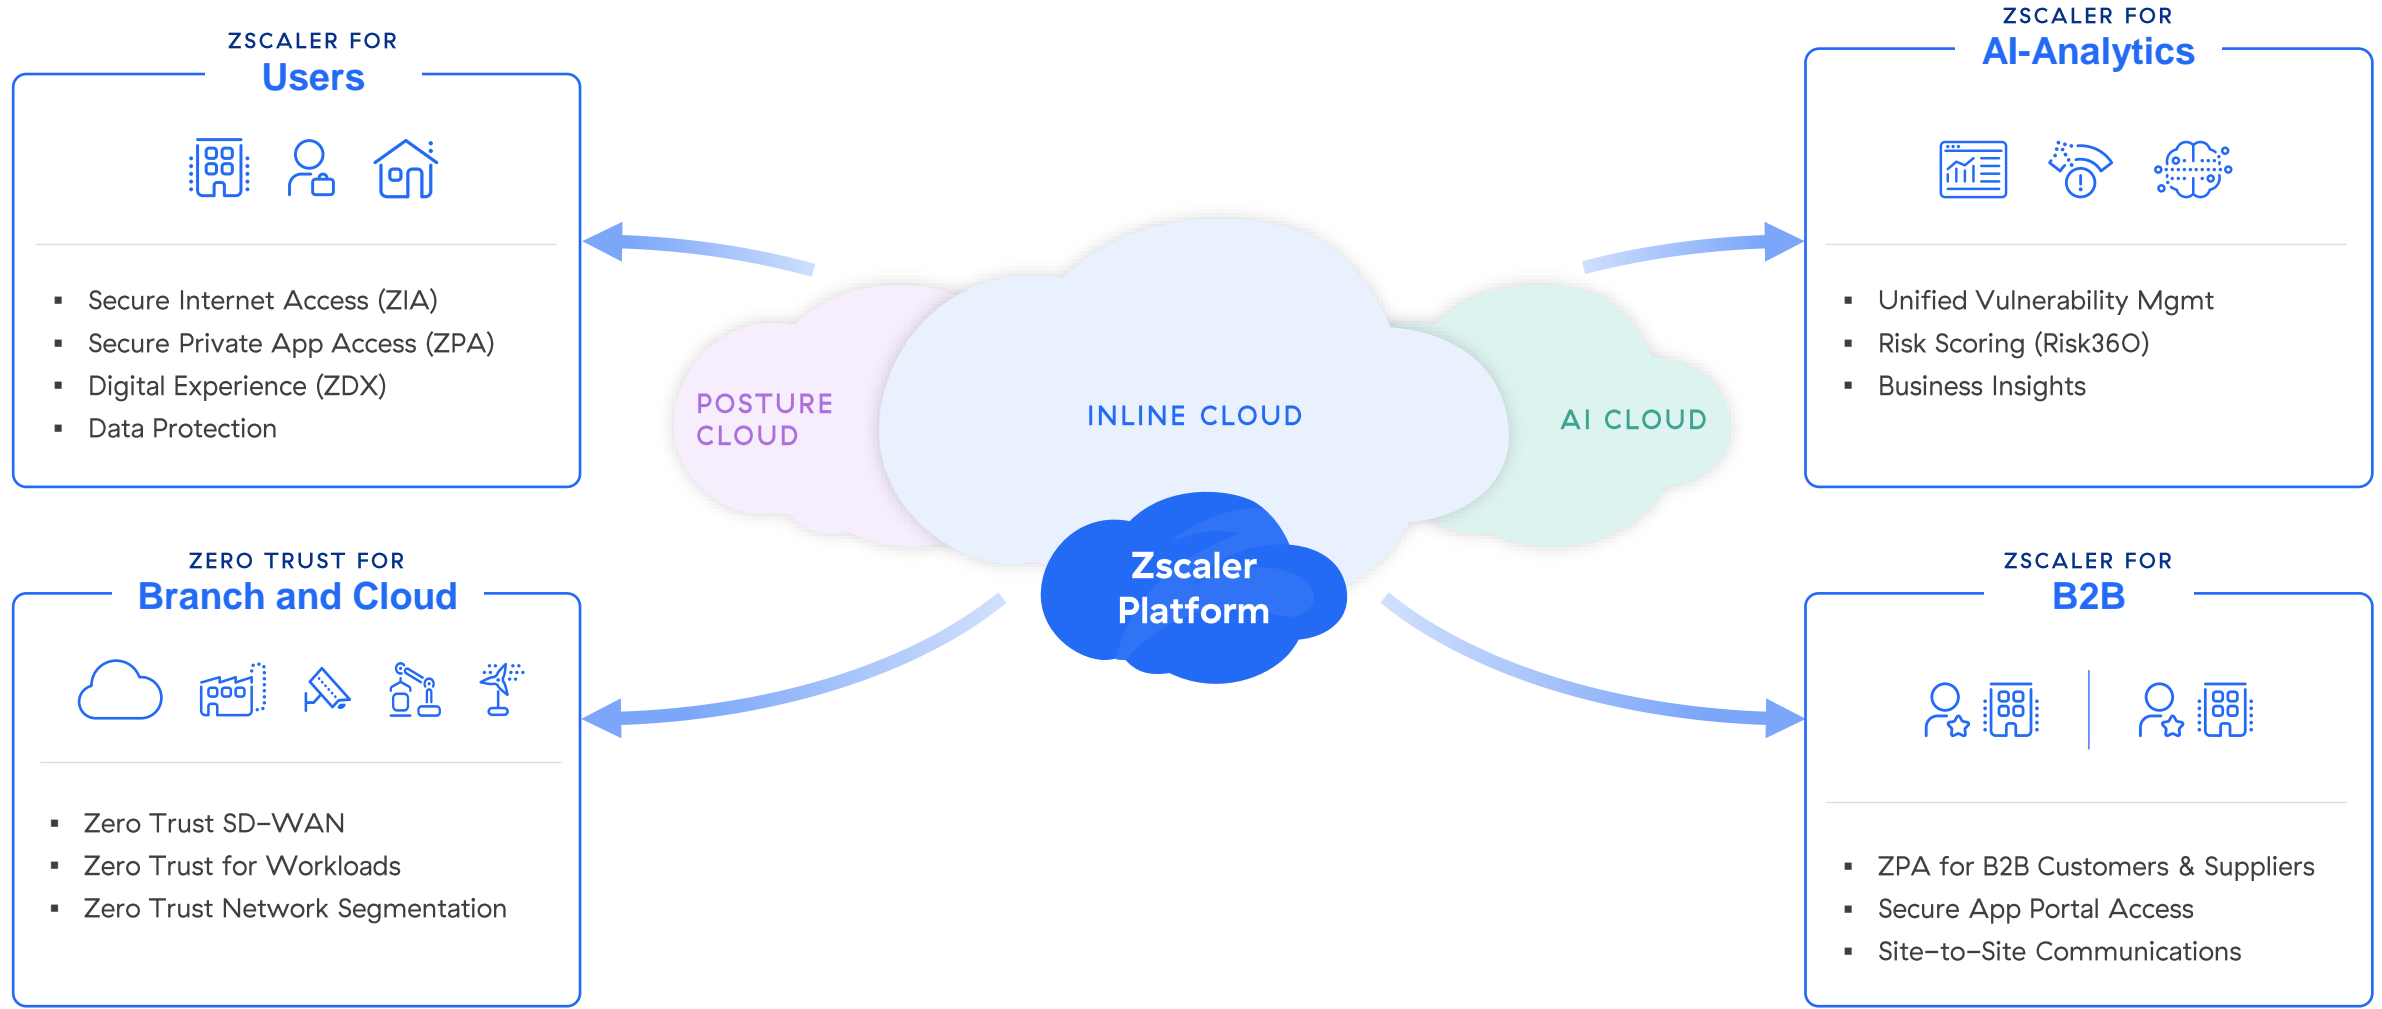 ZSCALER FOR
Users
▪ Secure Internet Access (ZIA)
▪ Secure Private App Access (ZPA)
▪ Digital Experience (ZDX)
▪ Data Protection
ZSCALER FOR
AI-Analytics
▪ Unified Vulnerability Mgmt
▪ Risk Scoring (Risk360)
▪ Business Insights
POSTURE
CLOUD
INLINE CLOUD
AI CLOUD
Zscaler
Platform
ZERO TRUST FOR
Branch and Cloud
▪ Zero Trust SD-WAN
▪ Zero Trust for Workloads
▪ Zero Trust Network Segmentation
ZSCALER FOR
B2B
▪ ZPA for B2B Customers & Suppliers
▪ Secure App Portal Access
▪ Site-to-Site Communications